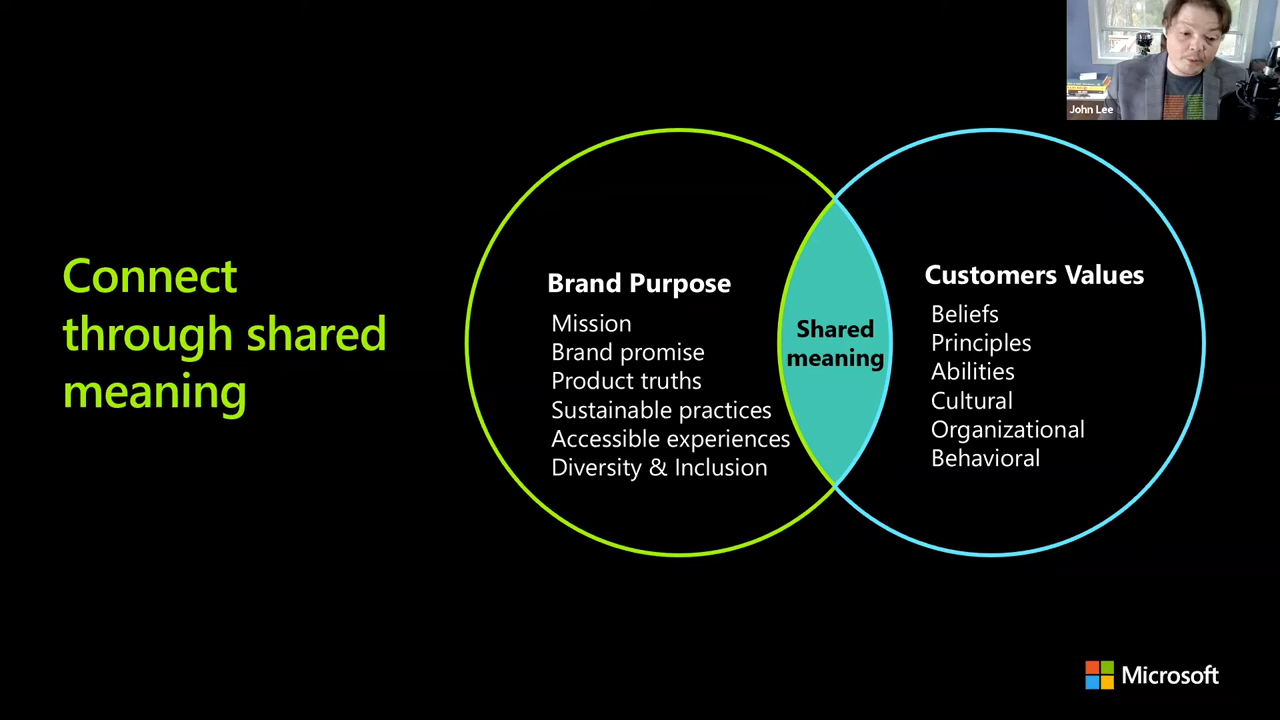 John Lee
Connect
through shared
meaning
Brand Purpose
Mission
Brand promise
Product truths
Sustainable practices
Accessible experiences
Diversity & Inclusion
Shared
meaning
Customers Values
Beliefs
Principles
Abilities
Cultural
Organizational
Behavioral
Microsoft